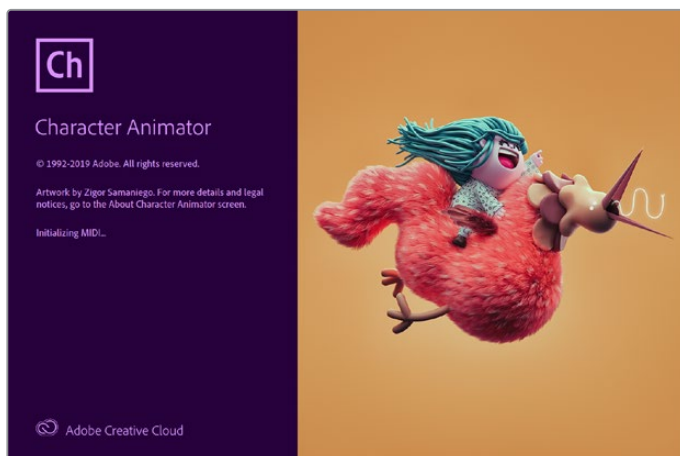 Ch
Character Animator
© 1992-2019 Adobe. All rights reserved.
Artwork by Zigor Samaniego. For more details and legal
notices, go to the About Character Animator screen.
Initializing MIDI...
Adobe Creative Cloud